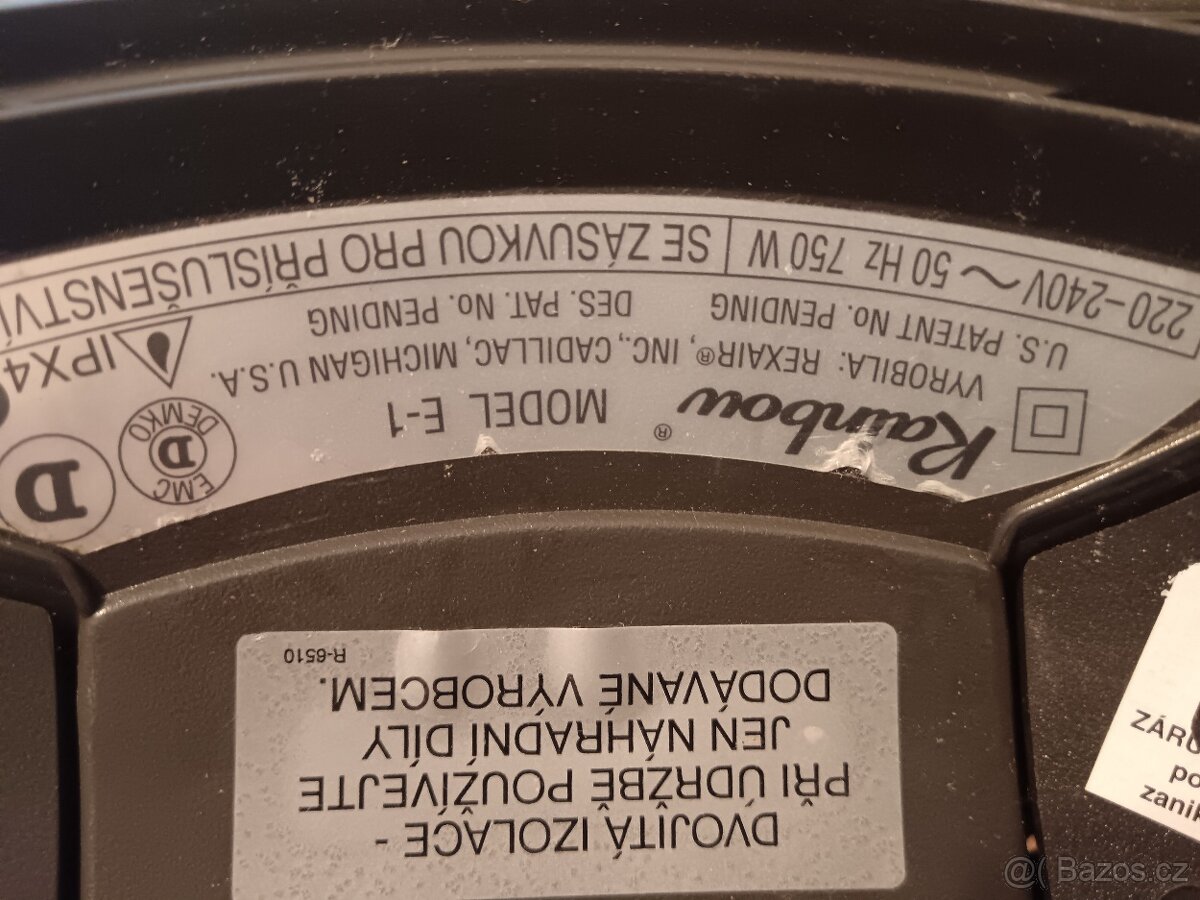 Rainbow® MODEL E-1
VYROBILA: REXAIR®, INC., CADILLAC, MICHIGAN U.S.A.
U.S. PATENT No. PENDING DES. PAT. No. PENDING
220-240V ~ 50 Hz 750 W SE ZÁSUVKOU PRO PŘÍSLUŠENSTVÍ
EMC
D
DEMKO
D
IPX4
DVOJITÁ IZOLACE -
PŘI ÚDRŽBĚ POUŽÍVEJTE
JEN NÁHRADNÍ DÍLY
DODÁVANÉ VÝROBCEM.
R-6510
@( Bazos.cz